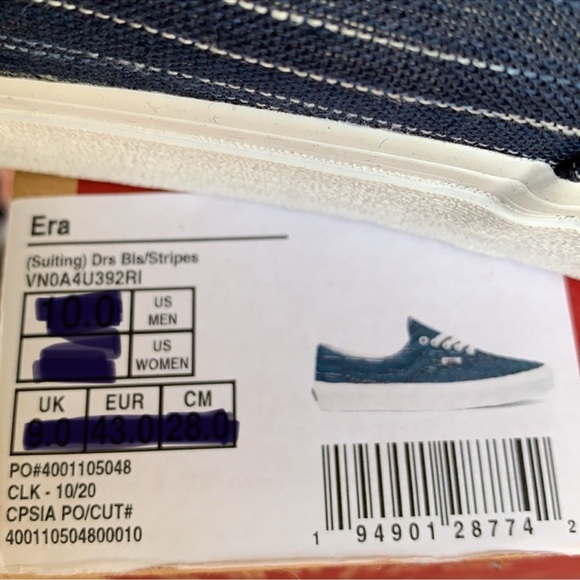 Era
(Suiting) Drs Bls/Stripes
VN0A4U392RI
10.0 US MEN
US WOMEN
UK EUR CM
9.0 43.0 28.0
PO#4001105048
CLK - 10/20
CPSIA PO/CUT#
400110504800010
1 94901 28774 2